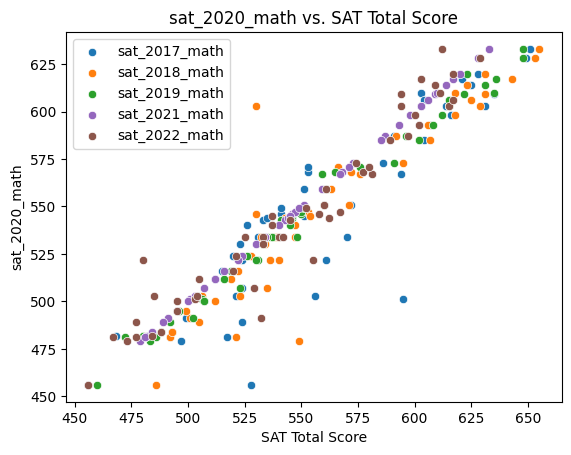 sat_2020_math vs. SAT Total Score
sat_2017_math
sat_2018_math
sat_2019_math
sat_2021_math
sat_2022_math
sat_2020_math
625
600
575
550
525
500
475
450
450 475 500 525 550 575 600 625 650
SAT Total Score